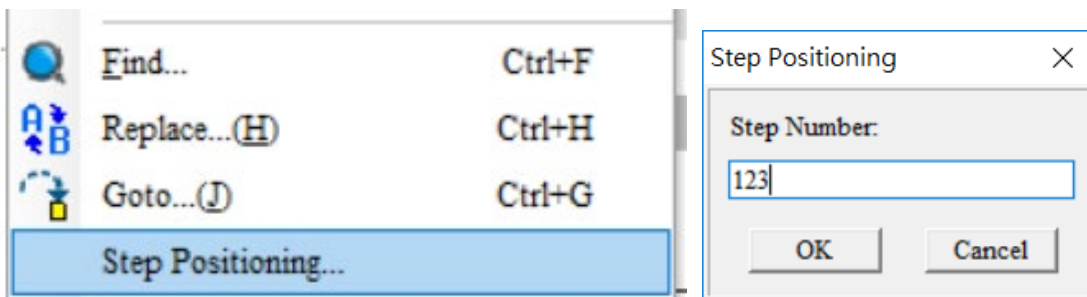 Find... Ctrl+F
Replace...(H) Ctrl+H
Goto...(J) Ctrl+G
Step Positioning...
Step Positioning
Step Number:
123
OK Cancel